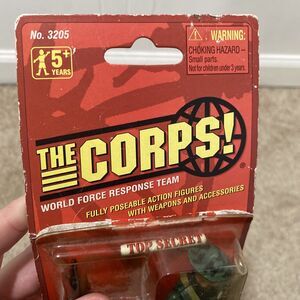 No. 3205
5+
YEARS
WARNING:
CHOKING HAZARD –
Small parts.
Not for children under 3 years.
THE CORPS!
WORLD FORCE RESPONSE TEAM
FULLY POSEABLE ACTION FIGURES
WITH WEAPONS AND ACCESSORIES
TOP SECRET